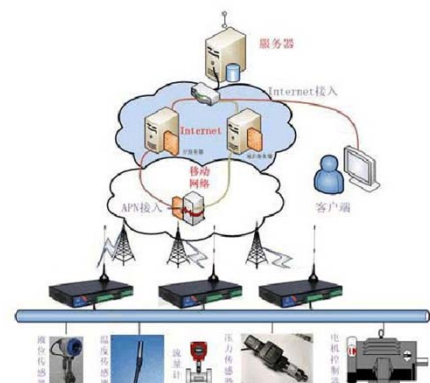 服务器
Internet接入
Internet
移动
网络
APN接入
客户端
液位传感器
温度传感器
流量计
压力传感器
电机控制器